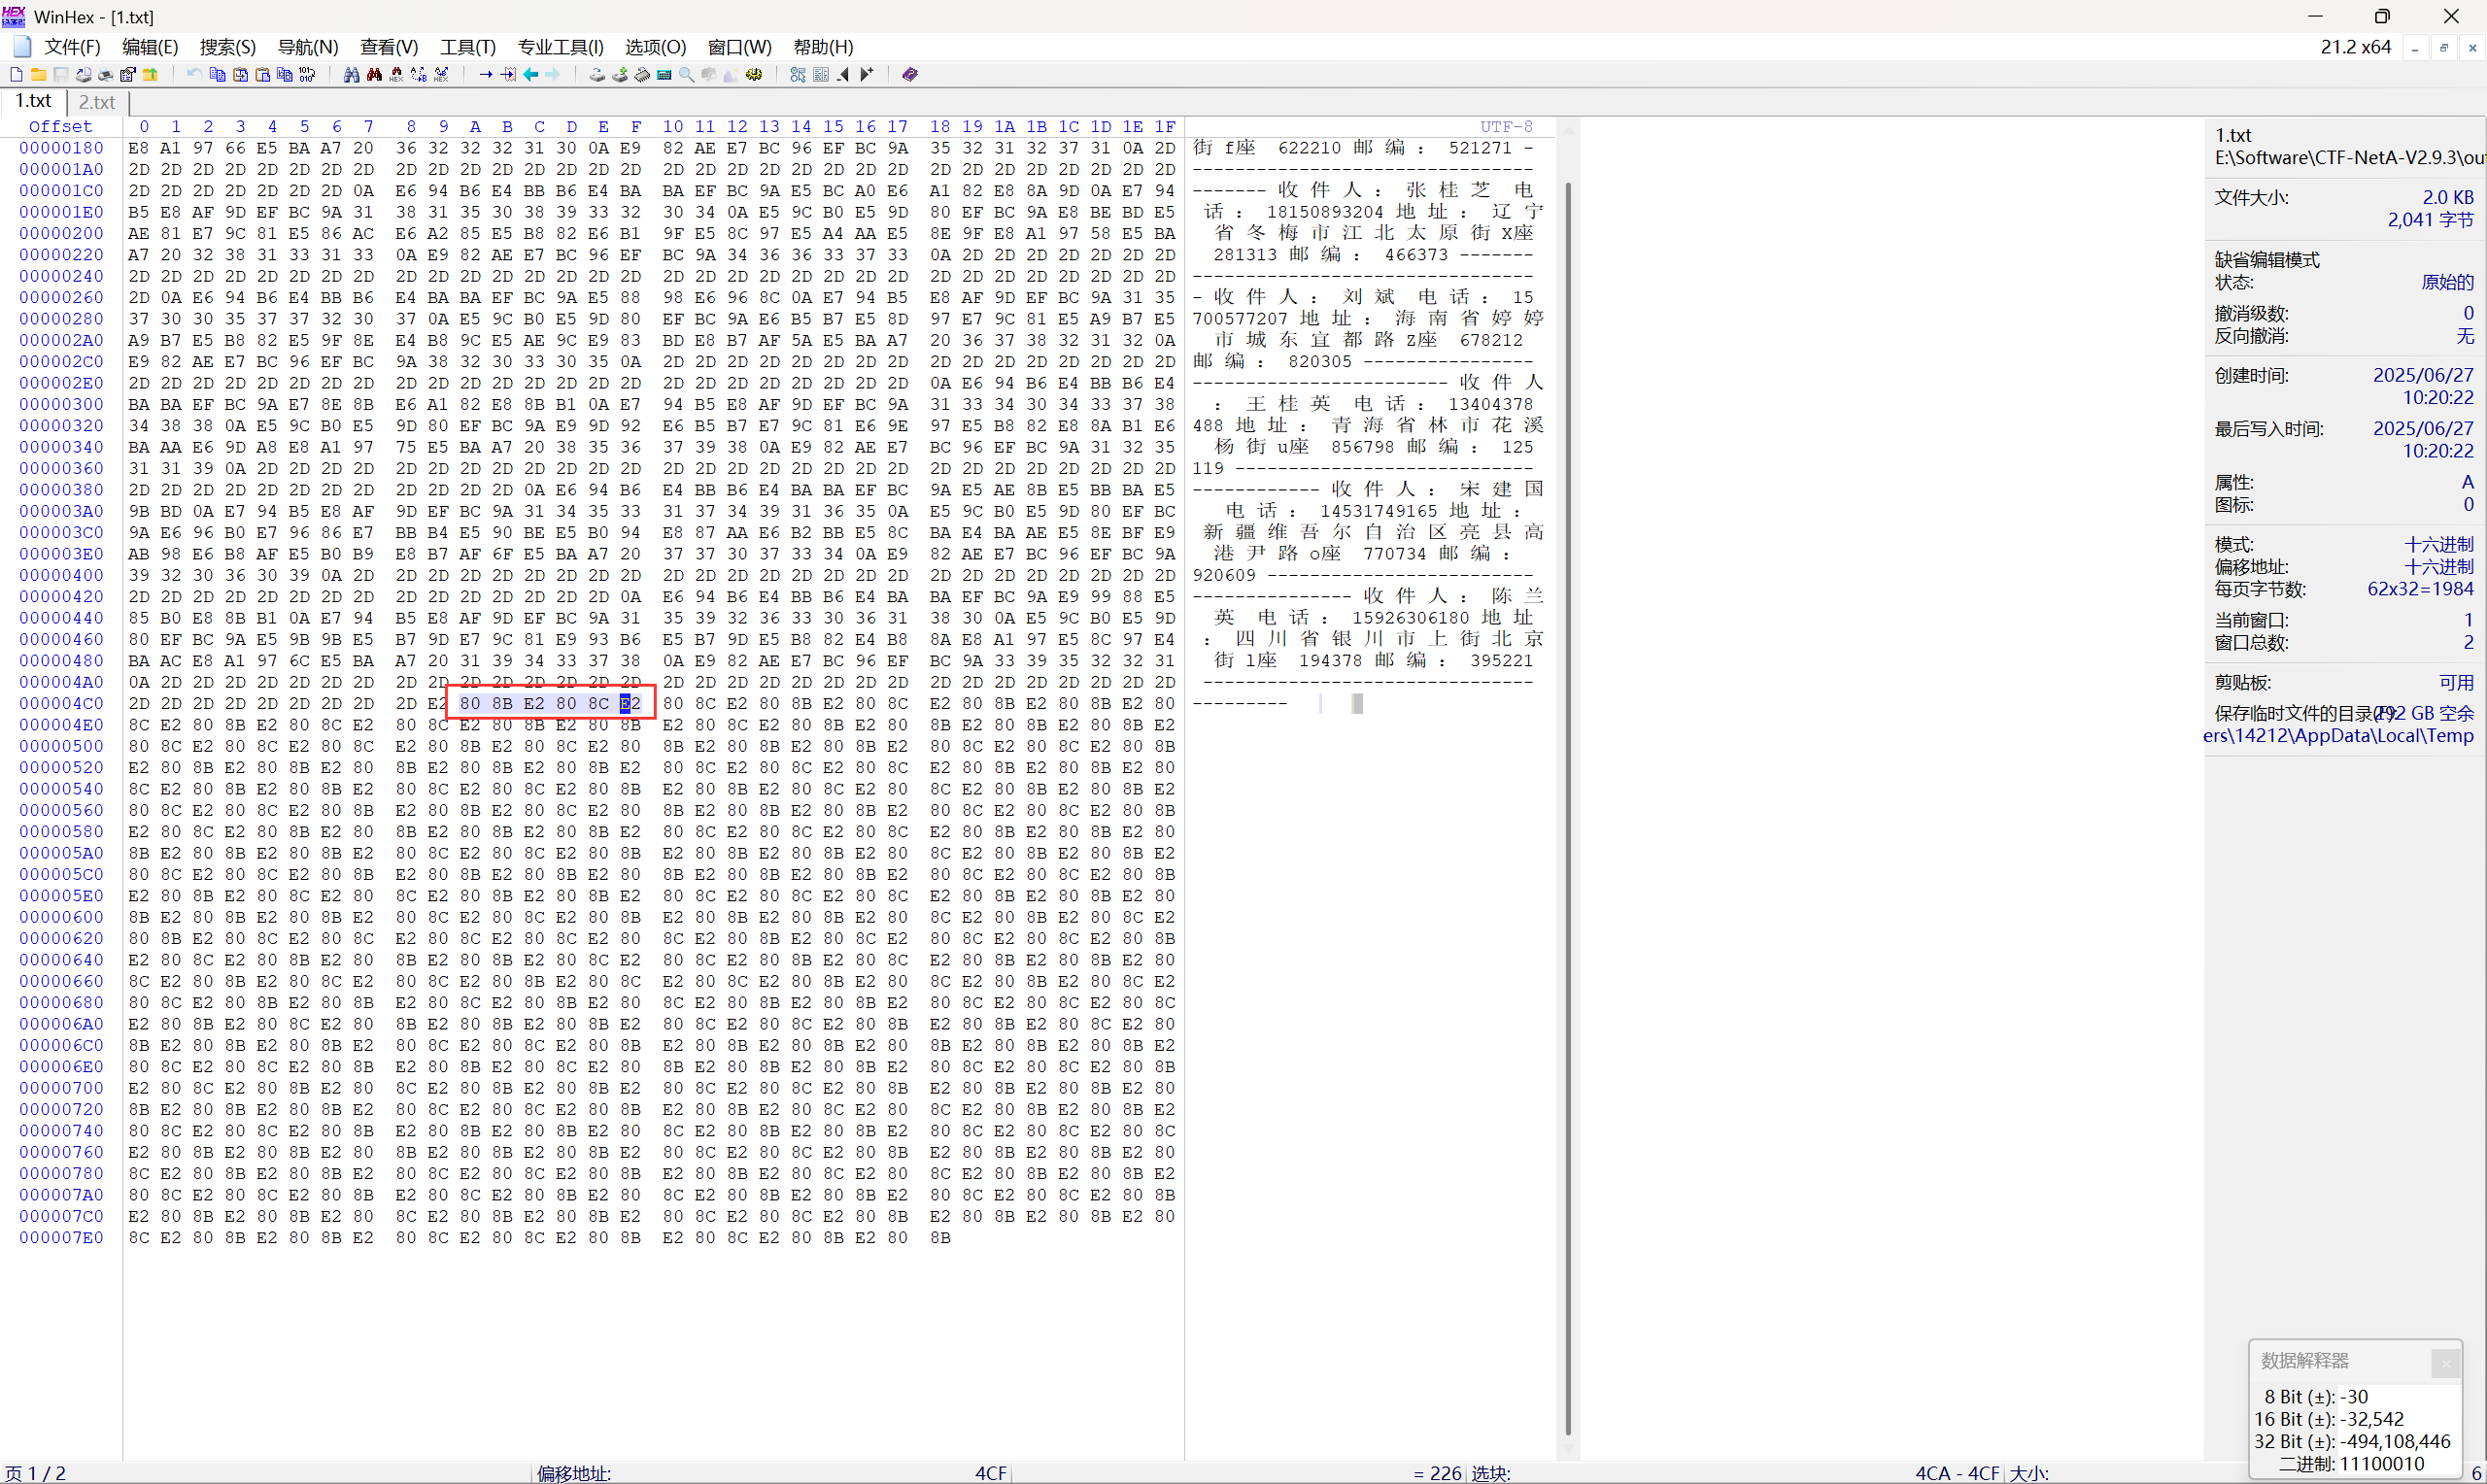 WinHex - [1.txt]
文件(F) 编辑(E) 搜索(S) 导航(N) 查看(V) 工具(T) 专业工具(I) 选项(O) 窗口(W) 帮助(H) 21.2 x64
1.txt 2.txt
Offset 0 1 2 3 4 5 6 7 8 9 A B C D E F 10 11 12 13 14 15 16 17 18 19 1A 1B 1C 1D 1E 1F UTF-8
00000180 E8 A1 97 66 E5 BA A7 20 36 32 32 32 31 30 0A E9 82 AE E7 BC 96 EF BC 9A 35 32 31 32 37 31 0A 2D 街 f座 622210 邮 编 ： 521271 -
000001A0 2D 2D 2D 2D 2D 2D 2D 2D 2D 2D 2D 2D 2D 2D 2D 2D 2D 2D 2D 2D 2D 2D 2D 2D 2D 2D 2D 2D 2D 2D 2D 2D --------------------------------
000001C0 2D 2D 2D 2D 2D 2D 2D 0A E6 94 B6 E4 BB B6 E4 BA BA EF BC 9A E5 BC A0 E6 A1 82 E8 8A 9D 0A E7 94 ------- 收 件 人 ： 张 桂 芝 电
000001E0 B5 E8 AF 9D EF BC 9A 31 38 31 35 30 38 39 33 32 30 34 0A E5 9C B0 E5 9D 80 EF BC 9A E8 BE BD E5 话 ： 18150893204 地 址 ： 辽 宁
00000200 AE 81 E7 9C 81 E5 86 AC E6 A2 85 E5 B8 82 E6 B1 9F E5 8C 97 E5 A4 AA E5 8E 9F E8 A1 97 58 E5 BA 省 冬 梅 市 江 北 太 原 街 X座
00000220 A7 20 32 38 31 33 31 33 0A E9 82 AE E7 BC 96 EF BC 9A 34 36 36 33 37 33 0A 2D 2D 2D 2D 2D 2D 2D 281313 邮 编 ： 466373 -------
00000240 2D 2D 2D 2D 2D 2D 2D 2D 2D 2D 2D 2D 2D 2D 2D 2D 2D 2D 2D 2D 2D 2D 2D 2D 2D 2D 2D 2D 2D 2D 2D 2D --------------------------------
00000260 2D 0A E6 94 B6 E4 BB B6 E4 BA BA EF BC 9A E5 88 98 E6 96 8C 0A E7 94 B5 E8 AF 9D EF BC 9A 31 35 - 收 件 人 ： 刘 斌 电 话 ： 15
00000280 37 30 30 35 37 37 32 30 37 0A E5 9C B0 E5 9D 80 EF BC 9A E6 B5 B7 E5 8D 97 E7 9C 81 E5 A9 B7 E5 700577207 地 址 ： 海 南 省 婷 婷
000002A0 A9 B7 E5 B8 82 E5 9F 8E E4 B8 9C E5 AE 9C E9 83 BD E8 B7 AF 5A E5 BA A7 20 36 37 38 32 31 32 0A 市 城 东 宜 都 路 Z座 678212
000002C0 E9 82 AE E7 BC 96 EF BC 9A 38 32 30 33 30 35 0A 2D 2D 2D 2D 2D 2D 2D 2D 2D 2D 2D 2D 2D 2D 2D 2D 邮 编 ： 820305 ----------------
000002E0 2D 2D 2D 2D 2D 2D 2D 2D 2D 2D 2D 2D 2D 2D 2D 2D 2D 2D 2D 2D 2D 2D 2D 2D 0A E6 94 B6 E4 BB B6 E4 ------------------------ 收 件 人
00000300 BA BA EF BC 9A E7 8E 8B E6 A1 82 E8 8B B1 0A E7 94 B5 E8 AF 9D EF BC 9A 31 33 34 30 34 33 37 38 ： 王 桂 英 电 话 ： 13404378
00000320 34 38 38 0A E5 9C B0 E5 9D 80 EF BC 9A E9 9D 92 E6 B5 B7 E7 9C 81 E6 9E 97 E5 B8 82 E8 8A B1 E6 488 地 址 ： 青 海 省 林 市 花 溪
00000340 BA AA E6 9D A8 E8 A1 97 75 E5 BA A7 20 38 35 36 37 39 38 0A E9 82 AE E7 BC 96 EF BC 9A 31 32 35 杨 街 u座 856798 邮 编 ： 125
00000360 31 31 39 0A 2D 2D 2D 2D 2D 2D 2D 2D 2D 2D 2D 2D 2D 2D 2D 2D 2D 2D 2D 2D 2D 2D 2D 2D 2D 2D 2D 2D 119 ----------------------------
00000380 2D 2D 2D 2D 2D 2D 2D 2D 2D 2D 2D 2D 0A E6 94 B6 E4 BB B6 E4 BA BA EF BC 9A E5 AE 8B E5 BB BA E5 ------------ 收 件 人 ： 宋 建 国
000003A0 9B BD 0A E7 94 B5 E8 AF 9D EF BC 9A 31 34 35 33 31 37 34 39 31 36 35 0A E5 9C B0 E5 9D 80 EF BC 电 话 ： 14531749165 地 址 ：
000003C0 9A E6 96 B0 E7 96 86 E7 BB B4 E5 90 BE E5 B0 94 E8 87 AA E6 B2 BB E5 8C BA E4 BA AE E5 8E BF E9 新 疆 维 吾 尔 自 治 区 亮 县 高
000003E0 AB 98 E6 B8 AF E5 B0 B9 E8 B7 AF 6F E5 BA A7 20 37 37 30 37 33 34 0A E9 82 AE E7 BC 96 EF BC 9A 港 尹 路 o座 770734 邮 编 ：
00000400 39 32 30 36 30 39 0A 2D 2D 2D 2D 2D 2D 2D 2D 2D 2D 2D 2D 2D 2D 2D 2D 2D 2D 2D 2D 2D 2D 2D 2D 2D 920609 -------------------------
00000420 2D 2D 2D 2D 2D 2D 2D 2D 2D 2D 2D 2D 2D 2D 2D 0A E6 94 B6 E4 BB B6 E4 BA BA EF BC 9A E9 99 88 E5 --------------- 收 件 人 ： 陈 兰
00000440 85 B0 E8 8B B1 0A E7 94 B5 E8 AF 9D EF BC 9A 31 35 39 32 36 33 30 36 31 38 30 0A E5 9C B0 E5 9D 英 电 话 ： 15926306180 地 址
00000460 80 EF BC 9A E5 9B 9B E5 B7 9D E7 9C 81 E9 93 B6 E5 B7 9D E5 B8 82 E4 B8 8A E8 A1 97 E5 8C 97 E4 ： 四 川 省 银 川 市 上 街 北 京
00000480 BA AC E8 A1 97 6C E5 BA A7 20 31 39 34 33 37 38 0A E9 82 AE E7 BC 96 EF BC 9A 33 39 35 32 32 31 街 l座 194378 邮 编 ： 395221
000004A0 0A 2D 2D 2D 2D 2D 2D 2D 2D 2D 2D 2D 2D 2D 2D 2D 2D 2D 2D 2D 2D 2D 2D 2D 2D 2D 2D 2D 2D 2D 2D 2D -------------------------------
000004C0 2D 2D 2D 2D 2D 2D 2D 2D 2D E2 80 8B E2 80 8C E2 80 8C E2 80 8B E2 80 8C E2 80 8B E2 80 8B E2 80 ---------
000004E0 8C E2 80 8B E2 80 8C E2 80 8C E2 80 8B E2 80 8B E2 80 8C E2 80 8B E2 80 8B E2 80 8B E2 80 8B E2
00000500 80 8C E2 80 8C E2 80 8C E2 80 8B E2 80 8C E2 80 8B E2 80 8B E2 80 8B E2 80 8C E2 80 8C E2 80 8B
00000520 E2 80 8B E2 80 8B E2 80 8B E2 80 8B E2 80 8B E2 80 8C E2 80 8C E2 80 8C E2 80 8B E2 80 8B E2 80
00000540 8C E2 80 8B E2 80 8B E2 80 8C E2 80 8C E2 80 8B E2 80 8B E2 80 8C E2 80 8C E2 80 8B E2 80 8B E2
00000560 80 8C E2 80 8C E2 80 8B E2 80 8B E2 80 8C E2 80 8B E2 80 8B E2 80 8B E2 80 8C E2 80 8C E2 80 8B
00000580 E2 80 8C E2 80 8B E2 80 8B E2 80 8B E2 80 8B E2 80 8C E2 80 8C E2 80 8C E2 80 8B E2 80 8B E2 80
000005A0 8B E2 80 8B E2 80 8B E2 80 8C E2 80 8C E2 80 8B E2 80 8B E2 80 8B E2 80 8C E2 80 8B E2 80 8B E2
000005C0 80 8C E2 80 8C E2 80 8B E2 80 8B E2 80 8B E2 80 8B E2 80 8B E2 80 8B E2 80 8C E2 80 8C E2 80 8B
000005E0 E2 80 8B E2 80 8C E2 80 8C E2 80 8B E2 80 8B E2 80 8C E2 80 8C E2 80 8C E2 80 8B E2 80 8B E2 80
00000600 8B E2 80 8B E2 80 8B E2 80 8C E2 80 8C E2 80 8B E2 80 8B E2 80 8B E2 80 8C E2 80 8B E2 80 8C E2
00000620 80 8B E2 80 8C E2 80 8C E2 80 8C E2 80 8C E2 80 8C E2 80 8B E2 80 8C E2 80 8C E2 80 8C E2 80 8B
00000640 E2 80 8C E2 80 8B E2 80 8B E2 80 8B E2 80 8C E2 80 8C E2 80 8B E2 80 8C E2 80 8B E2 80 8B E2 80
00000660 8C E2 80 8B E2 80 8C E2 80 8C E2 80 8B E2 80 8C E2 80 8C E2 80 8B E2 80 8C E2 80 8B E2 80 8C E2
00000680 80 8C E2 80 8B E2 80 8B E2 80 8C E2 80 8B E2 80 8C E2 80 8B E2 80 8B E2 80 8C E2 80 8C E2 80 8C
000006A0 E2 80 8B E2 80 8C E2 80 8B E2 80 8B E2 80 8B E2 80 8C E2 80 8C E2 80 8B E2 80 8B E2 80 8C E2 80
000006C0 8B E2 80 8B E2 80 8B E2 80 8C E2 80 8C E2 80 8B E2 80 8B E2 80 8B E2 80 8B E2 80 8B E2 80 8B E2
000006E0 80 8C E2 80 8C E2 80 8B E2 80 8B E2 80 8C E2 80 8B E2 80 8B E2 80 8B E2 80 8C E2 80 8C E2 80 8B
00000700 E2 80 8C E2 80 8B E2 80 8C E2 80 8B E2 80 8B E2 80 8C E2 80 8C E2 80 8B E2 80 8B E2 80 8B E2 80
00000720 8B E2 80 8B E2 80 8B E2 80 8C E2 80 8C E2 80 8B E2 80 8B E2 80 8C E2 80 8C E2 80 8B E2 80 8B E2
00000740 80 8C E2 80 8C E2 80 8B E2 80 8B E2 80 8B E2 80 8C E2 80 8B E2 80 8B E2 80 8C E2 80 8C E2 80 8C
00000760 E2 80 8B E2 80 8B E2 80 8B E2 80 8B E2 80 8B E2 80 8C E2 80 8C E2 80 8B E2 80 8B E2 80 8B E2 80
00000780 8C E2 80 8B E2 80 8B E2 80 8C E2 80 8C E2 80 8B E2 80 8B E2 80 8C E2 80 8C E2 80 8B E2 80 8B E2
000007A0 80 8C E2 80 8C E2 80 8B E2 80 8C E2 80 8B E2 80 8C E2 80 8B E2 80 8B E2 80 8C E2 80 8C E2 80 8B
000007C0 E2 80 8B E2 80 8B E2 80 8C E2 80 8B E2 80 8B E2 80 8C E2 80 8C E2 80 8B E2 80 8B E2 80 8B E2 80
000007E0 8C E2 80 8B E2 80 8B E2 80 8C E2 80 8C E2 80 8B E2 80 8C E2 80 8B E2 80 8B
1.txt
E:\Software\CTF-NetA-V2.9.3\ou
文件大小: 2.0 KB
2,041 字节
缺省编辑模式
状态: 原始的
撤消级数: 0
反向撤消: 无
创建时间: 2025/06/27
10:20:22
最后写入时间: 2025/06/27
10:20:22
属性: A
图标: 0
模式: 十六进制
偏移地址: 十六进制
每页字节数: 62x32=1984
当前窗口: 1
窗口总数: 2
剪贴板: 可用
保存临时文件的目录 GB 空余
ers\14212\AppData\Local\Temp
数据解释器
8 Bit (±): -30
16 Bit (±): -32,542
32 Bit (±): -494,108,446
二进制: 11100010
页 1 / 2 偏移地址: 4CF = 226 选块: 4CA - 4CF 大小: 6